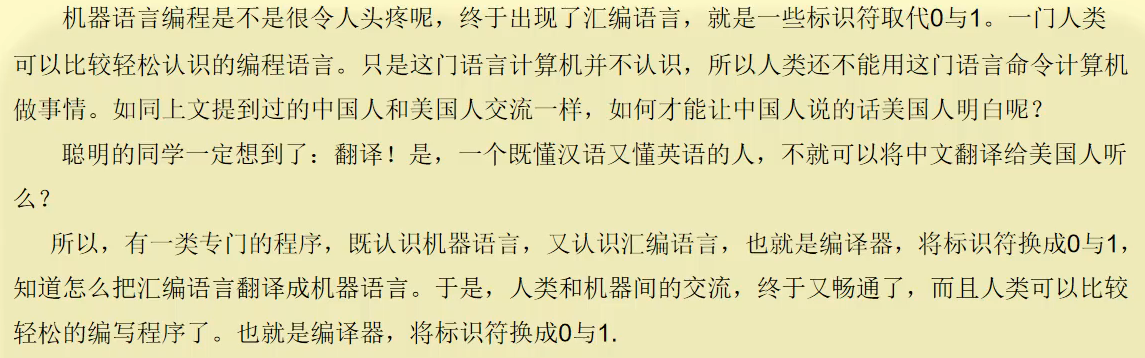 机器语言编程是不是很令人头疼呢，终于出现了汇编语言，就是一些标识符取代0与1。一门人类
可以比较轻松认识的编程语言。只是这门语言计算机并不认识，所以人类还不能用这门语言命令计算机
做事情。如同上文提到过的中国人和美国人交流一样，如何才能让中国人说的话美国人明白呢？
聪明的同学一定想到了：翻译！是，一个既懂汉语又懂英语的人，不就可以将中文翻译给美国人听
么？
所以，有一类专门的程序，既认识机器语言，又认识汇编语言，也就是编译器，将标识符换成0与1，
知道怎么把汇编语言翻译成机器语言。于是，人类和机器间的交流，终于又畅通了，而且人类可以比较
轻松的编写程序了。也就是编译器，将标识符换成0与1.